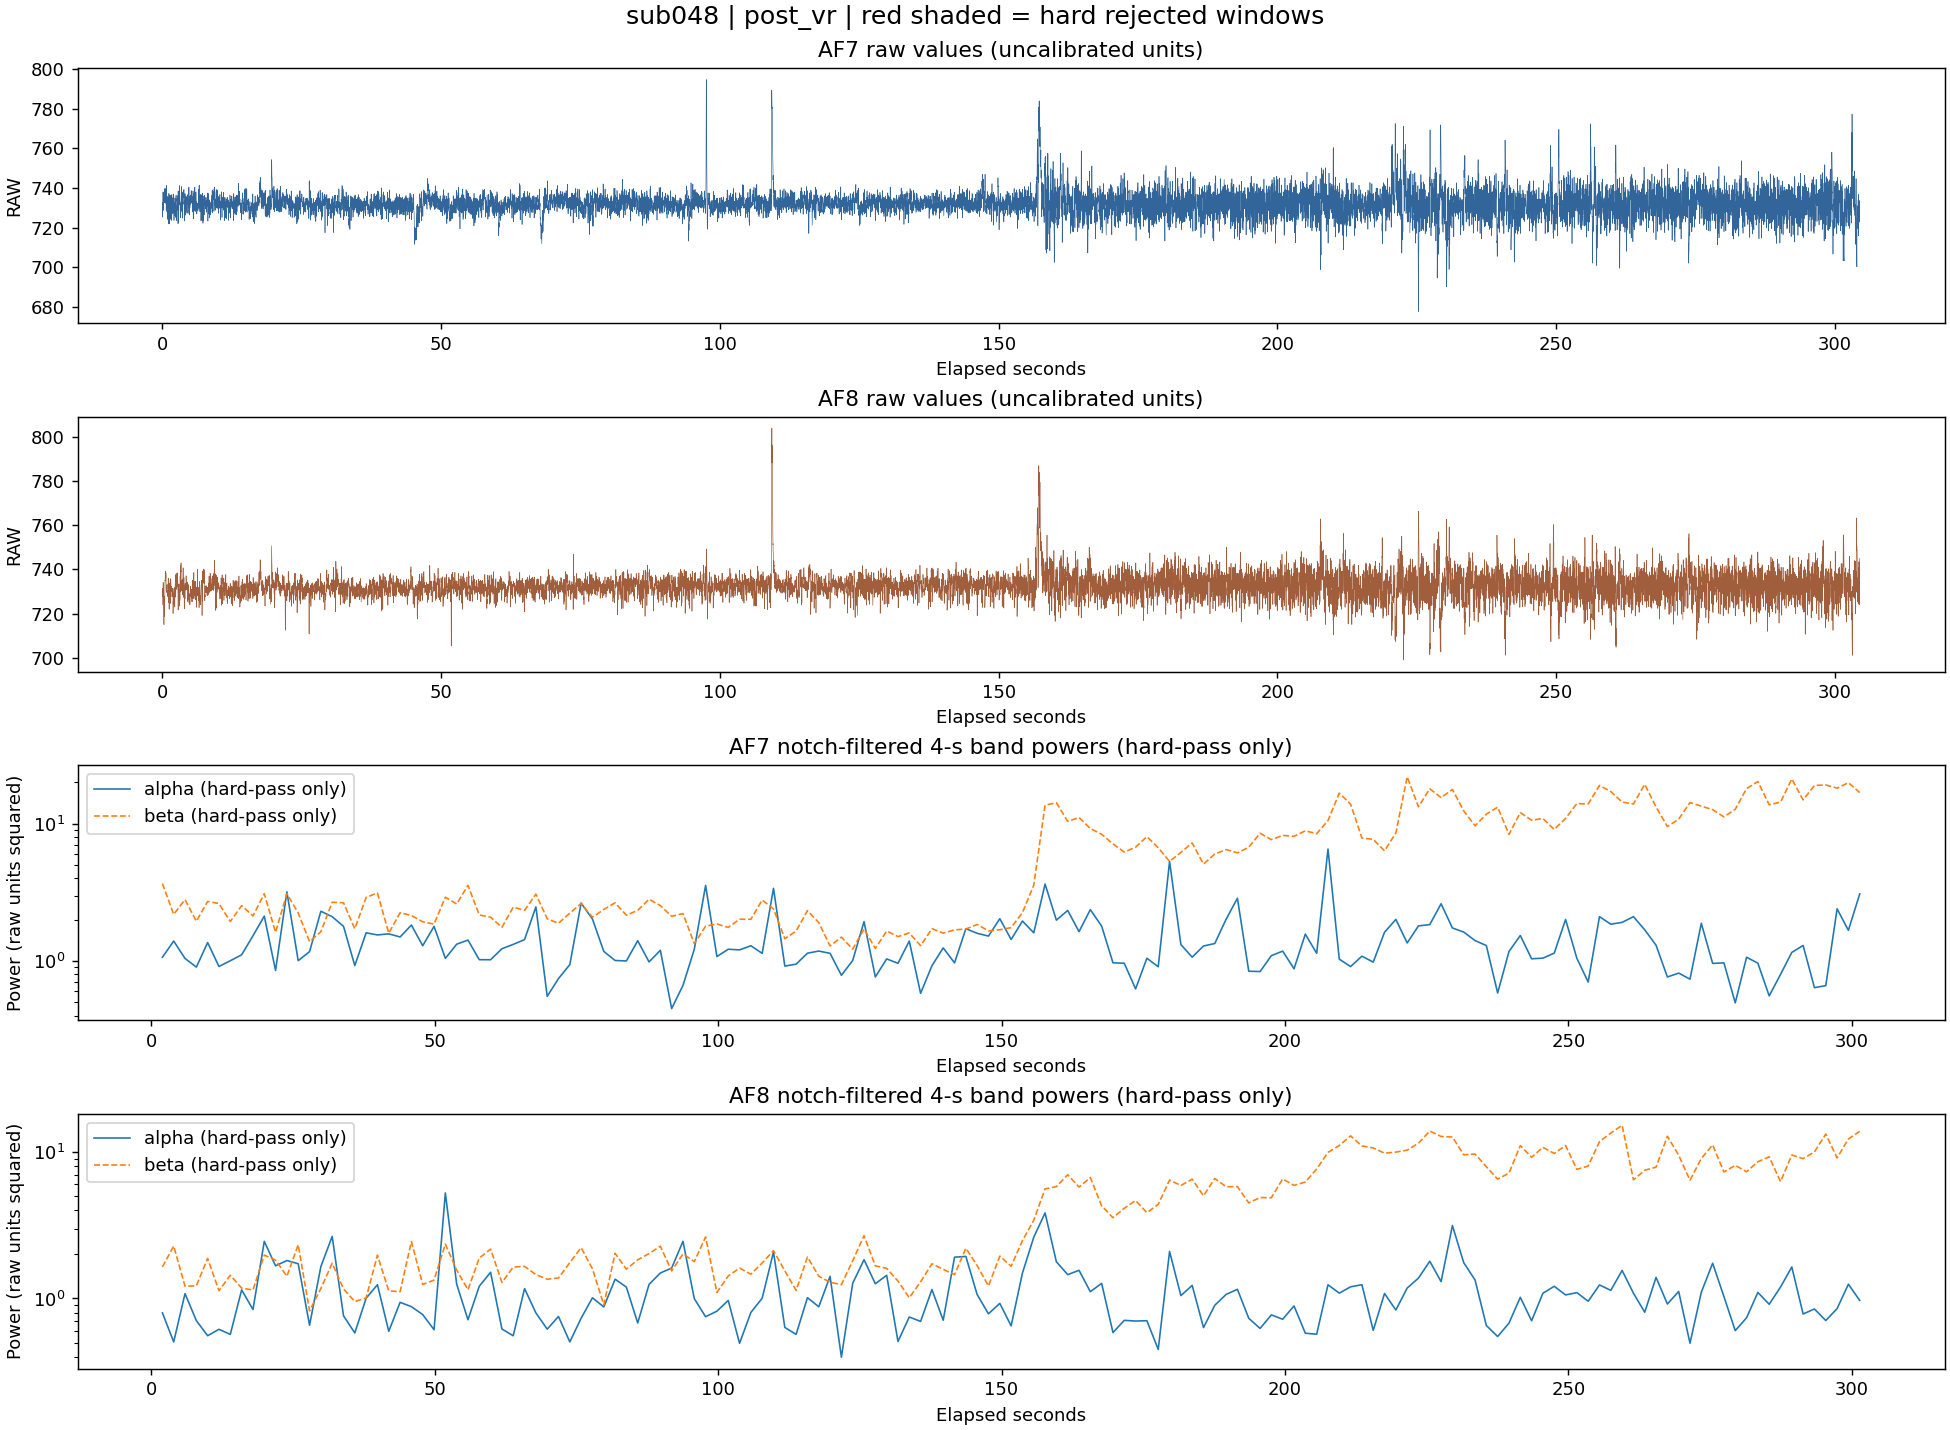 sub048 | post_vr | red shaded = hard rejected windows
AF7 raw values (uncalibrated units)
800
780
760
740
720
700
680
RAW
0 50 100 150 200 250 300
Elapsed seconds
AF8 raw values (uncalibrated units)
800
780
760
740
720
700
RAW
0 50 100 150 200 250 300
Elapsed seconds
AF7 notch-filtered 4-s band powers (hard-pass only)
alpha (hard-pass only)
beta (hard-pass only)
10¹
10⁰
Power (raw units squared)
0 50 100 150 200 250 300
Elapsed seconds
AF8 notch-filtered 4-s band powers (hard-pass only)
alpha (hard-pass only)
beta (hard-pass only)
10¹
10⁰
Power (raw units squared)
0 50 100 150 200 250 300
Elapsed seconds